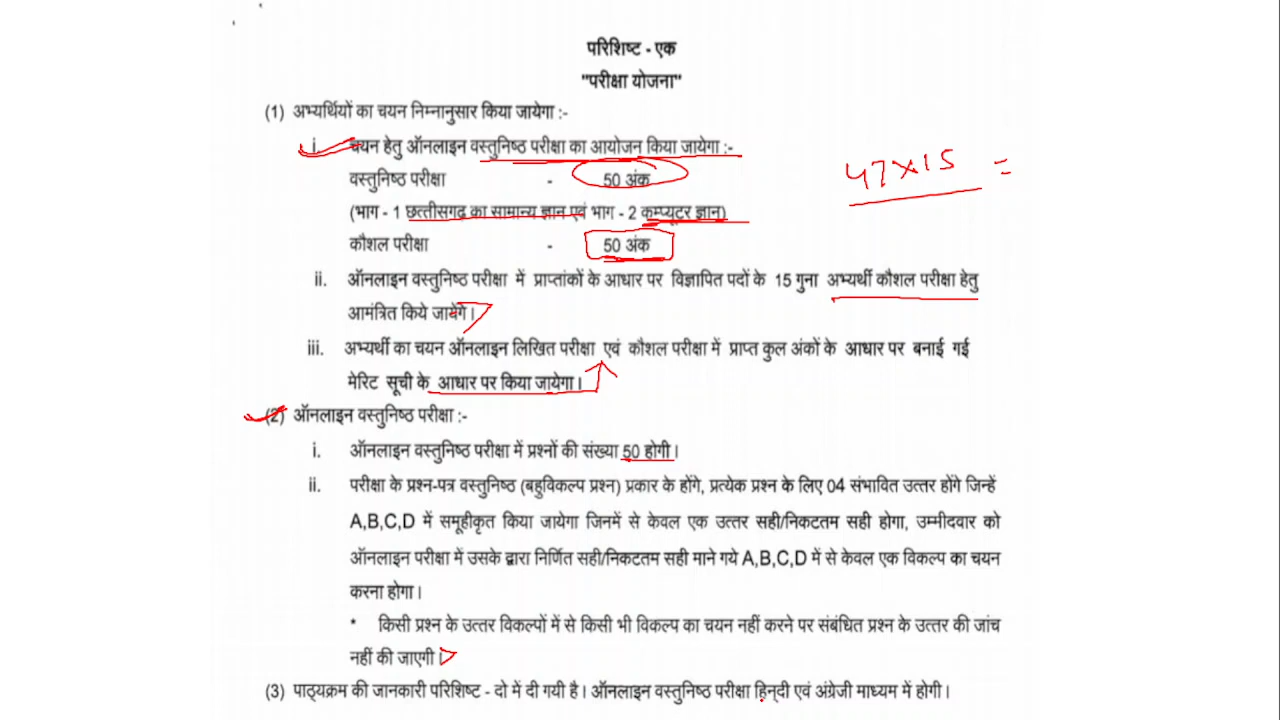 परिशिष्ट - एक
"परीक्षा योजना"
(1) अभ्यर्थियों का चयन निम्नानुसार किया जायेगा :-
i. चयन हेतु ऑनलाइन वस्तुनिष्ठ परीक्षा का आयोजन किया जायेगा :-
वस्तुनिष्ठ परीक्षा - 50 अंक
47×15 =
(भाग - 1 छत्तीसगढ़ का सामान्य ज्ञान एवं भाग - 2 कम्प्यूटर ज्ञान)
कौशल परीक्षा - 50 अंक
ii. ऑनलाइन वस्तुनिष्ठ परीक्षा में प्राप्तांकों के आधार पर विज्ञापित पदों के 15 गुना अभ्यर्थी कौशल परीक्षा हेतु
आमंत्रित किये जायेगे।
iii. अभ्यर्थी का चयन ऑनलाइन लिखित परीक्षा एवं कौशल परीक्षा में प्राप्त कुल अंकों के आधार पर बनाई गई
मेरिट सूची के आधार पर किया जायेगा।
(2) ऑनलाइन वस्तुनिष्ठ परीक्षा :-
i. ऑनलाइन वस्तुनिष्ठ परीक्षा में प्रश्नों की संख्या 50 होगी।
ii. परीक्षा के प्रश्न-पत्र वस्तुनिष्ठ (बहुविकल्प प्रश्न) प्रकार के होंगे, प्रत्येक प्रश्न के लिए 04 संभावित उत्तर होंगे जिन्हें
A,B,C,D में समूहीकृत किया जायेगा जिनमें से केवल एक उत्तर सही/निकटतम सही होगा, उम्मीदवार को
ऑनलाइन परीक्षा में उसके द्वारा निर्णित सही/निकटतम सही माने गये A,B,C,D में से केवल एक विकल्प का चयन
करना होगा।
* किसी प्रश्न के उत्तर विकल्पों में से किसी भी विकल्प का चयन नहीं करने पर संबंधित प्रश्न के उत्तर की जांच
नहीं की जाएगी।
(3) पाठ्यक्रम की जानकारी परिशिष्ट - दो में दी गयी है। ऑनलाइन वस्तुनिष्ठ परीक्षा हिन्दी एवं अंग्रेजी माध्यम में होगी।